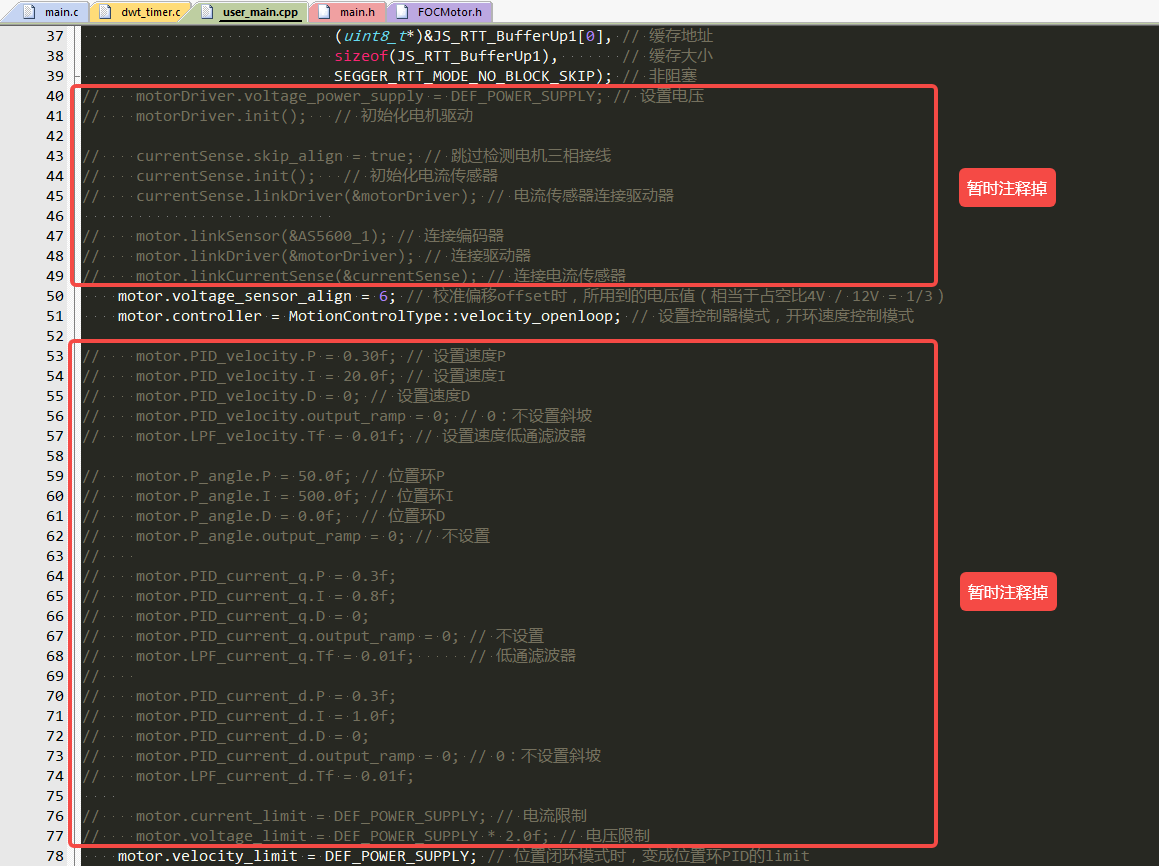 main.c dwt_timer.c user_main.cpp main.h FOCMotor.h
37 (uint8_t*)&JS_RTT_BufferUp1[0], // 缓存地址
38 sizeof(JS_RTT_BufferUp1), // 缓存大小
39 SEGGER_RTT_MODE_NO_BLOCK_SKIP); // 非阻塞
40 // motorDriver.voltage_power_supply = DEF_POWER_SUPPLY; // 设置电压
41 // motorDriver.init(); // 初始化电机驱动
42
43 // currentSense.skip_align = true; // 跳过检测电机三相接线
44 // currentSense.init(); // 初始化电流传感器
45 // currentSense.linkDriver(&motorDriver); // 电流传感器连接驱动器
46
47 // motor.linkSensor(&AS5600_1); // 连接编码器
48 // motor.linkDriver(&motorDriver); // 连接驱动器
49 // motor.linkCurrentSense(&currentSense); // 连接电流传感器
暂时注释掉
50 motor.voltage_sensor_align = 6; // 校准偏移offset时，所用到的电压值（相当于占空比4V / 12V = 1/3）
51 motor.controller = MotionControlType::velocity_openloop; // 设置控制器模式，开环速度控制模式
52
53 // motor.PID_velocity.P = 0.30f; // 设置速度P
54 // motor.PID_velocity.I = 20.0f; // 设置速度I
55 // motor.PID_velocity.D = 0; // 设置速度D
56 // motor.PID_velocity.output_ramp = 0; // 0：不设置斜坡
57 // motor.LPF_velocity.Tf = 0.01f; // 设置速度低通滤波器
58
59 // motor.P_angle.P = 50.0f; // 位置环P
60 // motor.P_angle.I = 500.0f; // 位置环I
61 // motor.P_angle.D = 0.0f; // 位置环D
62 // motor.P_angle.output_ramp = 0; // 不设置
63 //
64 // motor.PID_current_q.P = 0.3f;
65 // motor.PID_current_q.I = 0.8f;
66 // motor.PID_current_q.D = 0;
67 // motor.PID_current_q.output_ramp = 0; // 不设置
68 // motor.LPF_current_q.Tf = 0.01f; // 低通滤波器
69 //
70 // motor.PID_current_d.P = 0.3f;
71 // motor.PID_current_d.I = 1.0f;
72 // motor.PID_current_d.D = 0;
73 // motor.PID_current_d.output_ramp = 0; // 0：不设置斜坡
74 // motor.LPF_current_d.Tf = 0.01f;
75
76 // motor.current_limit = DEF_POWER_SUPPLY; // 电流限制
77 // motor.voltage_limit = DEF_POWER_SUPPLY * 2.0f; // 电压限制
暂时注释掉
78 motor.velocity_limit = DEF_POWER_SUPPLY; // 位置闭环模式时，变成位置环PID的limit